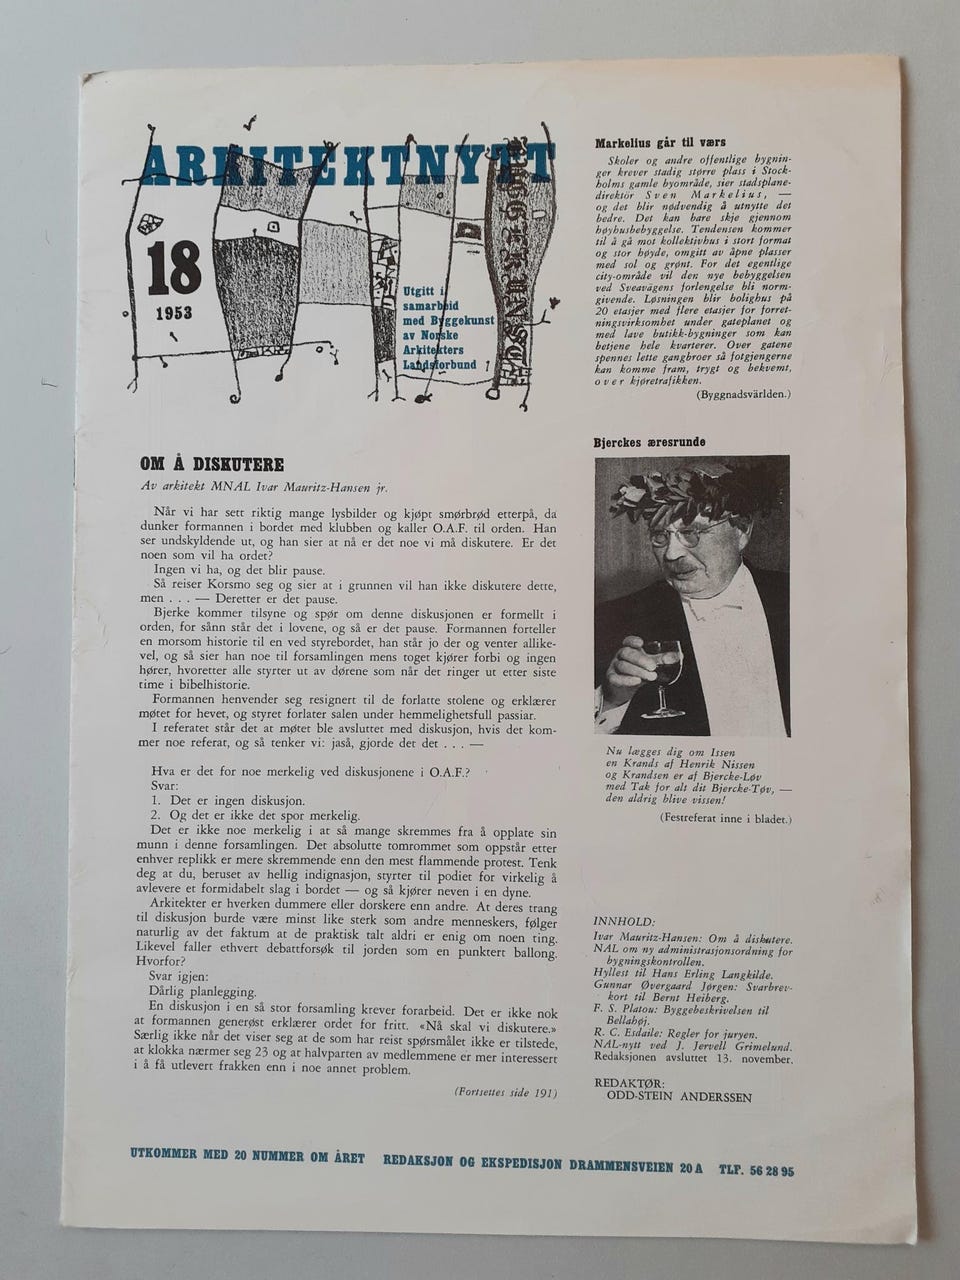 ARKITEKTNYTT
18
1953
Utgitt i
samarbeid
med Byggekunst
av Norske
Arkitekters
Landsforbund
BYGGEKUNST
OM Å DISKUTERE
Av arkitekt MNAL Ivar Mauritz-Hansen jr.
Når vi har sett riktig mange lysbilder og kjøpt smørbrød etterpå, da
dunker formannen i bordet med klubben og kaller O.A.F. til orden. Han
ser undskyldende ut, og han sier at nå er det noe vi må diskutere. Er det
noen som vil ha ordet?
Ingen vi ha, og det blir pause.
Så reiser Korsmo seg og sier at i grunnen vil han ikke diskutere dette,
men . . . — Deretter er det pause.
Bjerke kommer tilsyne og spør om denne diskusjonen er formellt i
orden, for sånn står det i lovene, og så er det pause. Formannen forteller
en morsom historie til en ved styrebordet, han står jo der og venter allike-
vel, og så sier han noe til forsamlingen mens toget kjører forbi og ingen
hører, hvoretter alle styrter ut av dørene som når det ringer ut etter siste
time i bibelhistorie.
Formannen henvender seg resignert til de forlatte stolene og erklærer
møtet for hevet, og styret forlater salen under hemmelighetsfull passiar.
I referatet står det at møtet ble avsluttet med diskusjon, hvis det kom-
mer noe referat, og så tenker vi: jaså, gjorde det det . . . —
Hva er det for noe merkelig ved diskusjonene i O.A.F.?
Svar:
1. Det er ingen diskusjon.
2. Og det er ikke det spor merkelig.
Det er ikke noe merkelig i at så mange skremmes fra å opplate sin
munn i denne forsamlingen. Det absolutte tomrommet som oppstår etter
enhver replikk er mere skremmende enn den mest flammende protest. Tenk
deg at du, beruset av hellig indignasjon, styrter til podiet for virkelig å
avlevere et formidabelt slag i bordet — og så kjører neven i en dyne.
Arkitekter er hverken dummere eller dorskere enn andre. At deres trang
til diskusjon burde være minst like sterk som andre menneskers, følger
naturlig av det faktum at de praktisk talt aldri er enig om noen ting.
Likevel faller ethvert debattforsøk til jorden som en punktert ballong.
Hvorfor?
Svar igjen:
Dårlig planlegging.
En diskusjon i en så stor forsamling krever forarbeid. Det er ikke nok
at formannen generøst erklærer ordet for fritt. «Nå skal vi diskutere.»
Særlig ikke når det viser seg at de som har reist spørsmålet ikke er tilstede,
at klokka nærmer seg 23 og at halvparten av medlemmene er mer interessert
i å få utlevert frakken enn i noe annet problem.
(Fortsettes side 191)
Markelius går til værs
Skoler og andre offentlige bygnin-
ger krever stadig større plass i Stock-
holms gamle byområde, sier stadsplane-
direktör Sven Markelius, —
og det blir nødvendig å utnytte det
bedre. Det kan bare skje gjennom
høyhusbebyggelse. Tendensen kommer
til å gå mot kollektivhus i stort format
og stor høyde, omgitt av åpne plasser
med sol og grønt. For det egentlige
city-område vil den nye bebyggelsen
ved Sveavägens forlengelse bli norm-
givende. Løsningen blir bolighus på
20 etasjer med flere etasjer for forret-
ningsvirksomhet under gateplanet og
med lave butikk-bygninger som kan
betjene hele kvarterer. Over gatene
spennes lette gangbroer så fotgjengerne
kan komme fram, trygt og bekvemt,
over kjøretrafikken.
(Byggnadsvärlden.)
Bjerckes æresrunde
Nu lægges dig om Issen
en Krands af Henrik Nissen
og Krandsen er af Bjercke-Løv
med Tak for alt dit Bjercke-Tøv, —
den aldrig blive vissen!
(Festreferat inne i bladet.)
INNHOLD:
Ivar Mauritz-Hansen: Om å diskutere.
NAL om ny administrasjonsordning for
bygningskontrollen.
Hyllest til Hans Erling Langkilde.
Gunnar Øvergaard Jørgen: Svarbrev-
kort til Bernt Heiberg.
F. S. Platou: Byggebeskrivelsen til
Bellahøj.
R. C. Esdaile: Regler for juryen.
NAL-nytt ved J. Jervell Grimelund.
Redaksjonen avsluttet 13. november.
REDAKTØR:
ODD-STEIN ANDERSSEN
UTKOMMER MED 20 NUMMER OM ÅRET REDAKSJON OG EKSPEDISJON DRAMMENSVEIEN 20 A TLF. 56 28 95